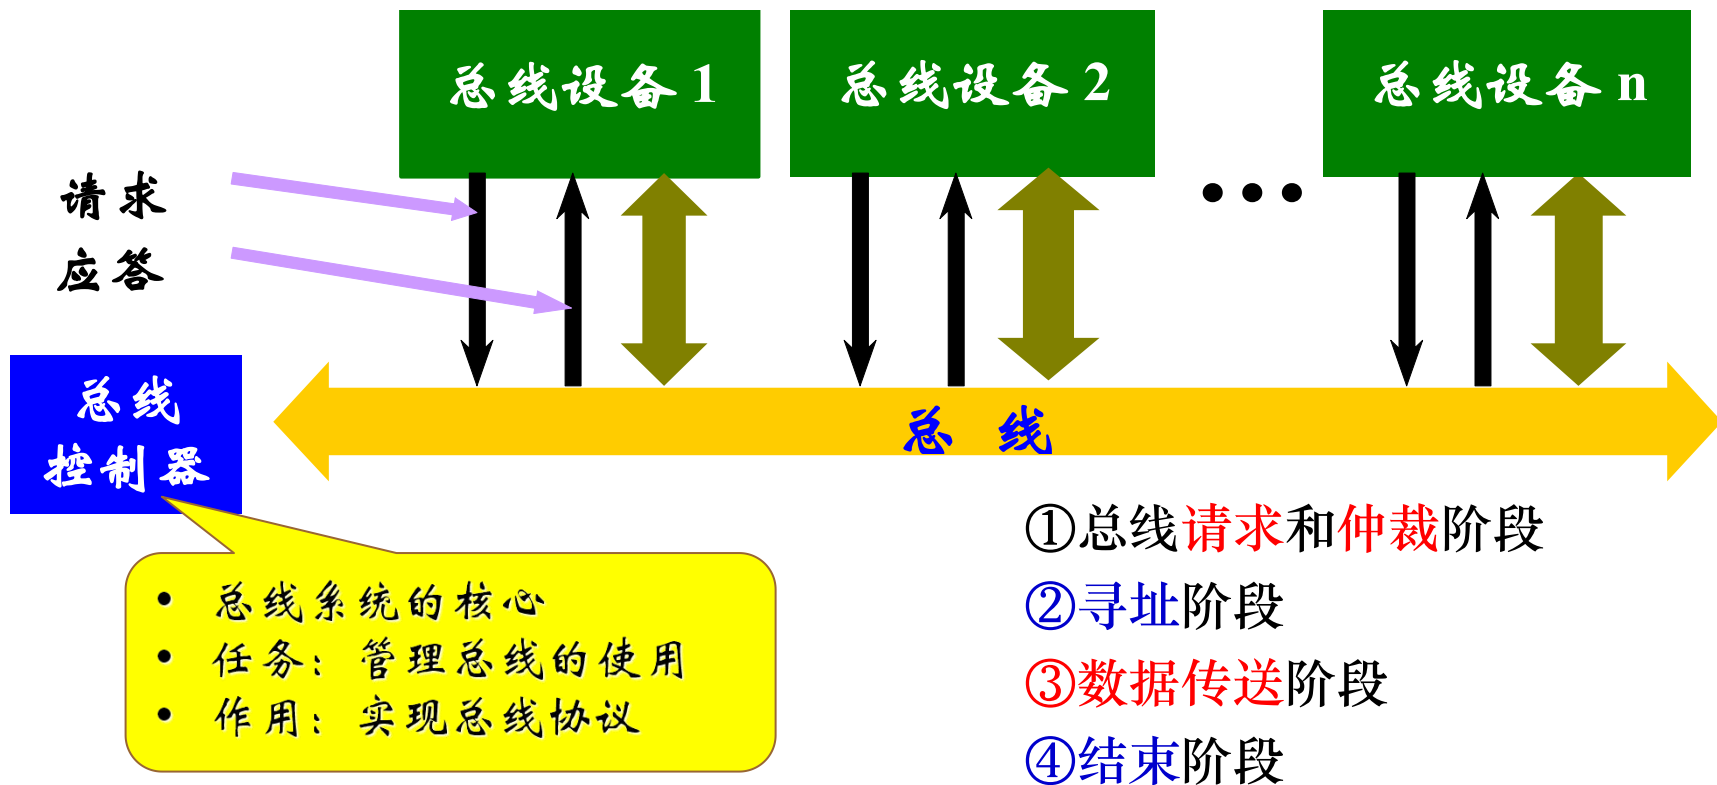 总线设备 1
总线设备 2
•••
总线设备 n
请求
应答
总线
控制器
总 线
• 总线系统的核心
• 任务：管理总线的使用
• 作用：实现总线协议
①总线请求和仲裁阶段
②寻址阶段
③数据传送阶段
④结束阶段